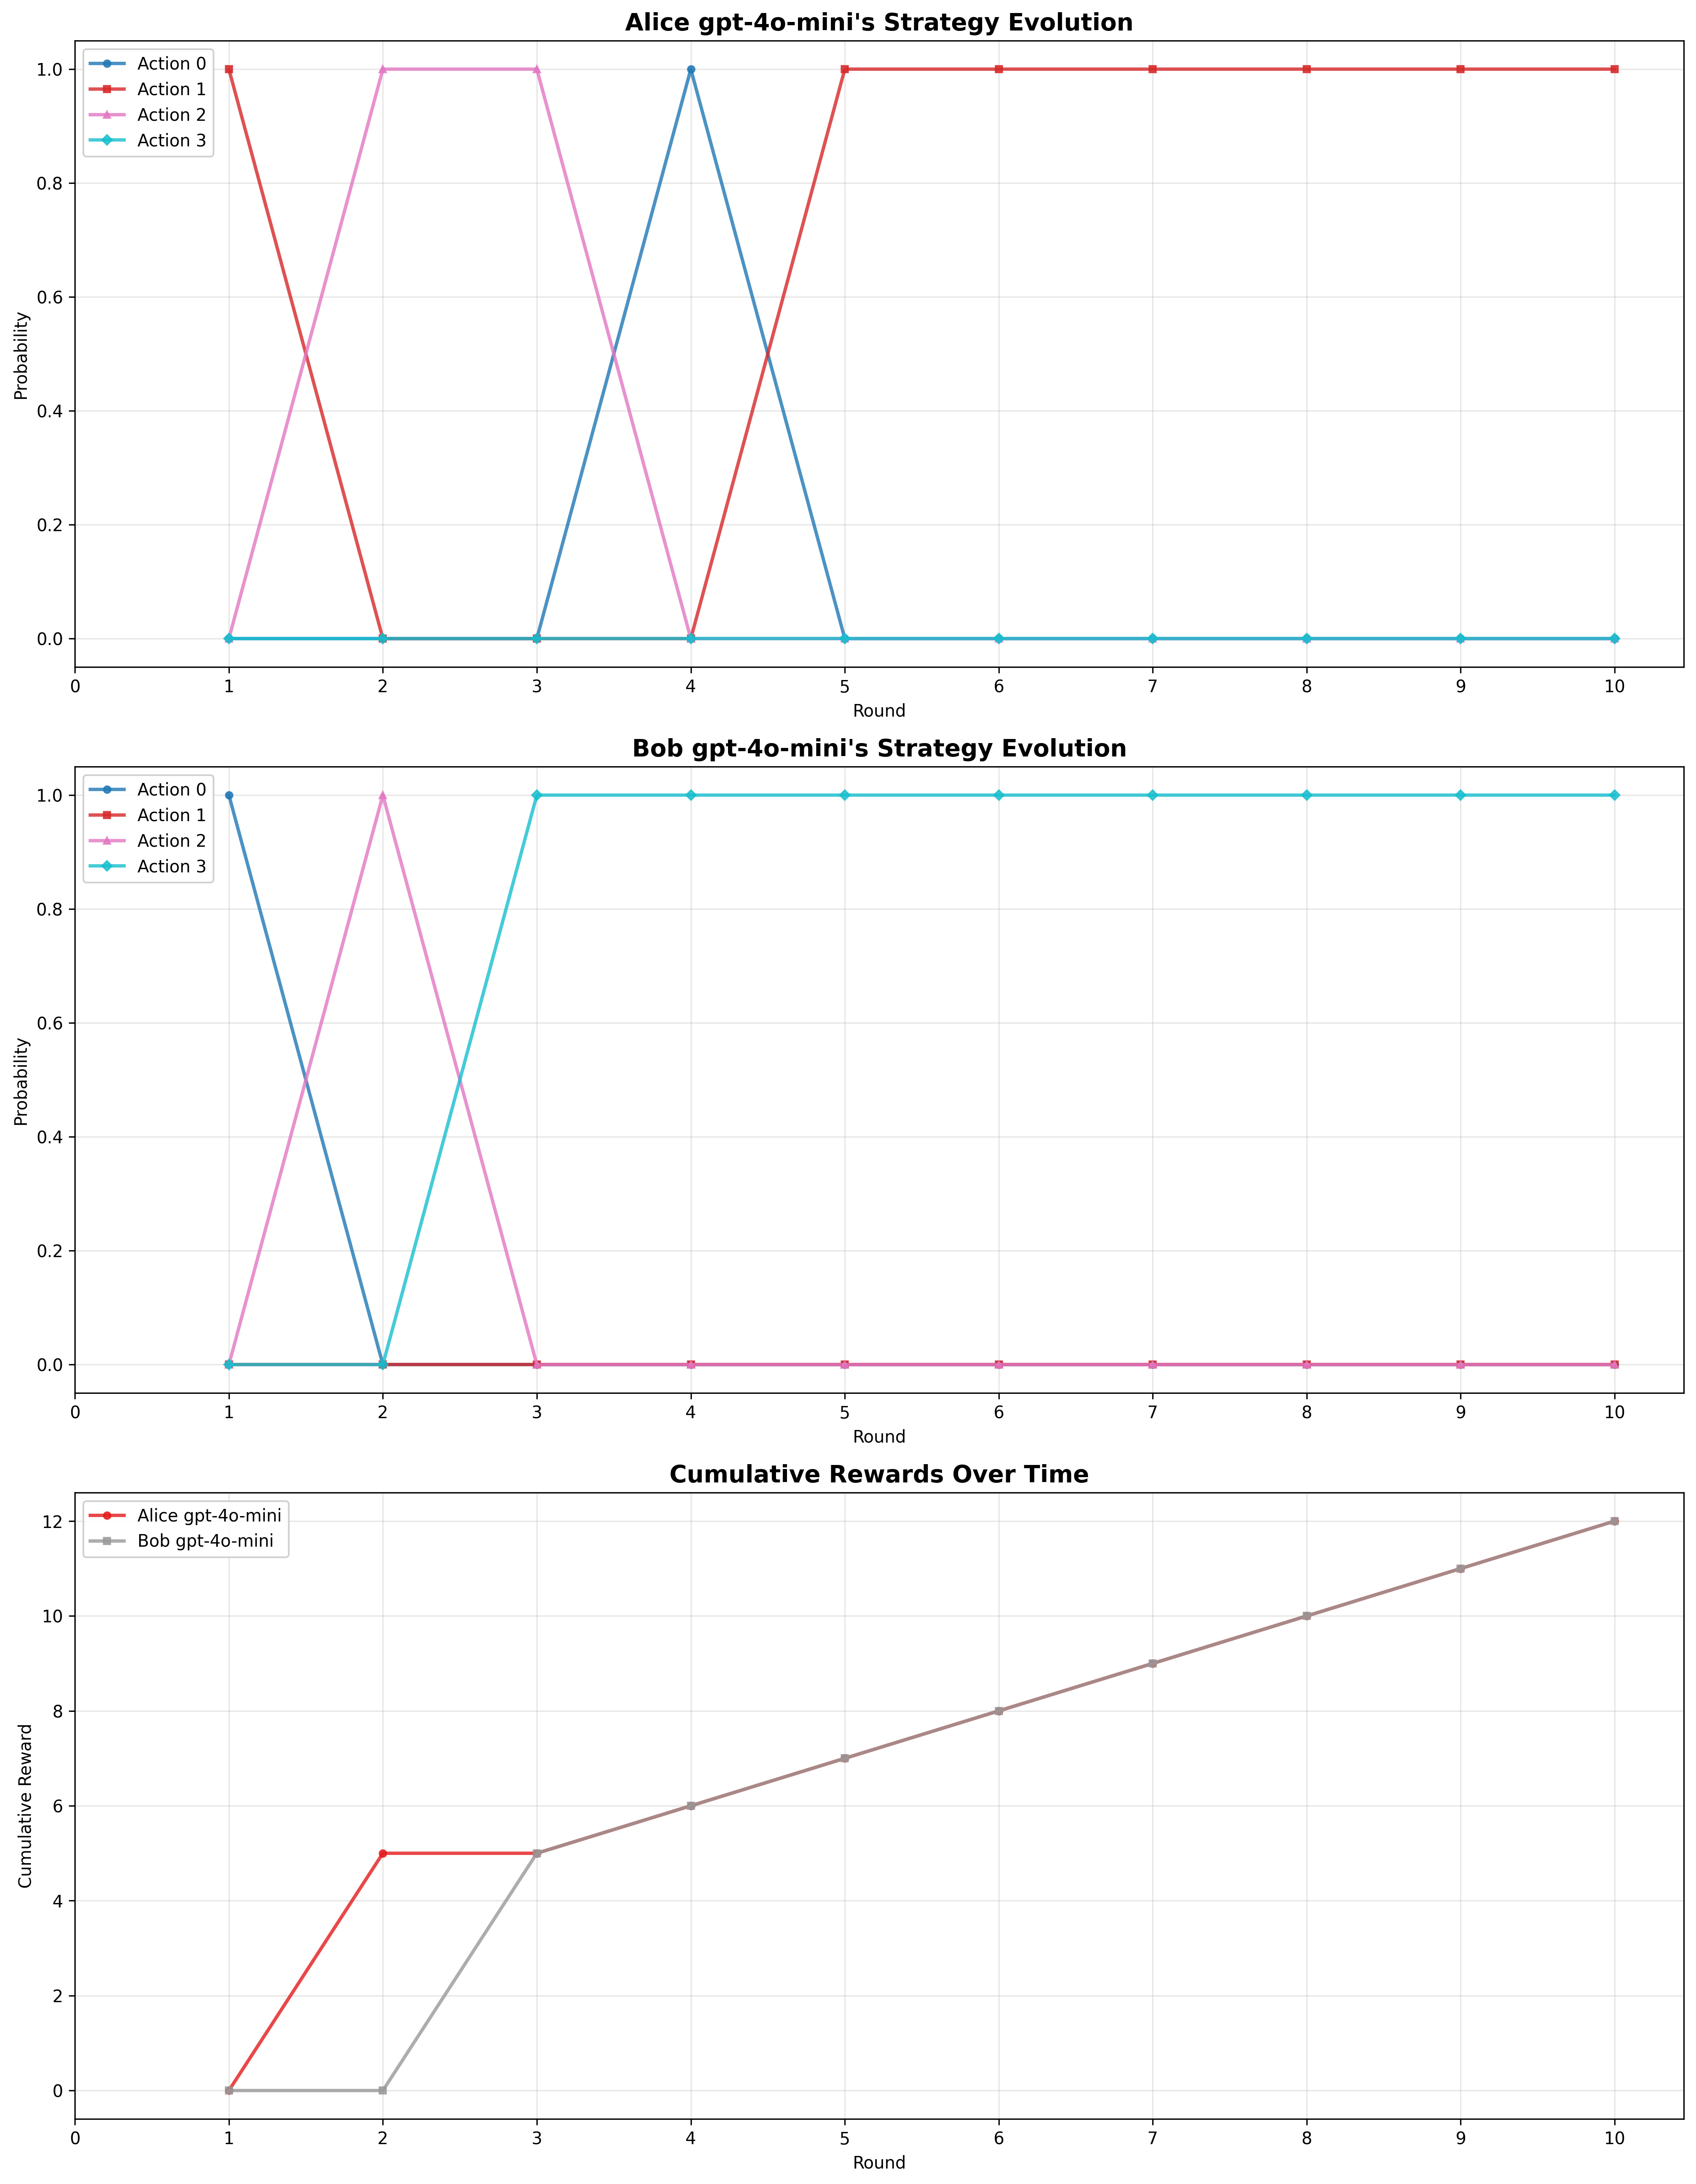 Alice gpt-4o-mini's Strategy Evolution
Action 0
Action 1
Action 2
Action 3
1.0
0.8
0.6
0.4
0.2
0.0
Probability
0 1 2 3 4 5 6 7 8 9 10
Round
Bob gpt-4o-mini's Strategy Evolution
Action 0
Action 1
Action 2
Action 3
1.0
0.8
0.6
0.4
0.2
0.0
Probability
0 1 2 3 4 5 6 7 8 9 10
Round
Cumulative Rewards Over Time
Alice gpt-4o-mini
Bob gpt-4o-mini
12
10
8
6
4
2
0
Cumulative Reward
0 1 2 3 4 5 6 7 8 9 10
Round